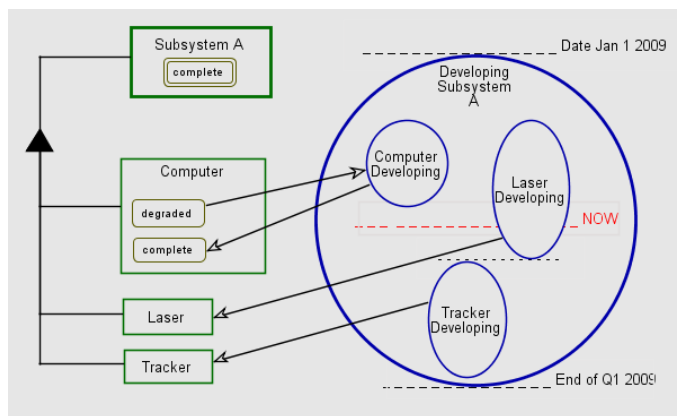 Subsystem A
complete
Date Jan 1 2009
Developing
Subsystem
A
Computer
degraded
complete
Computer
Developing
Laser
Developing
NOW
Laser
Tracker
Developing
Tracker
End of Q1 2009